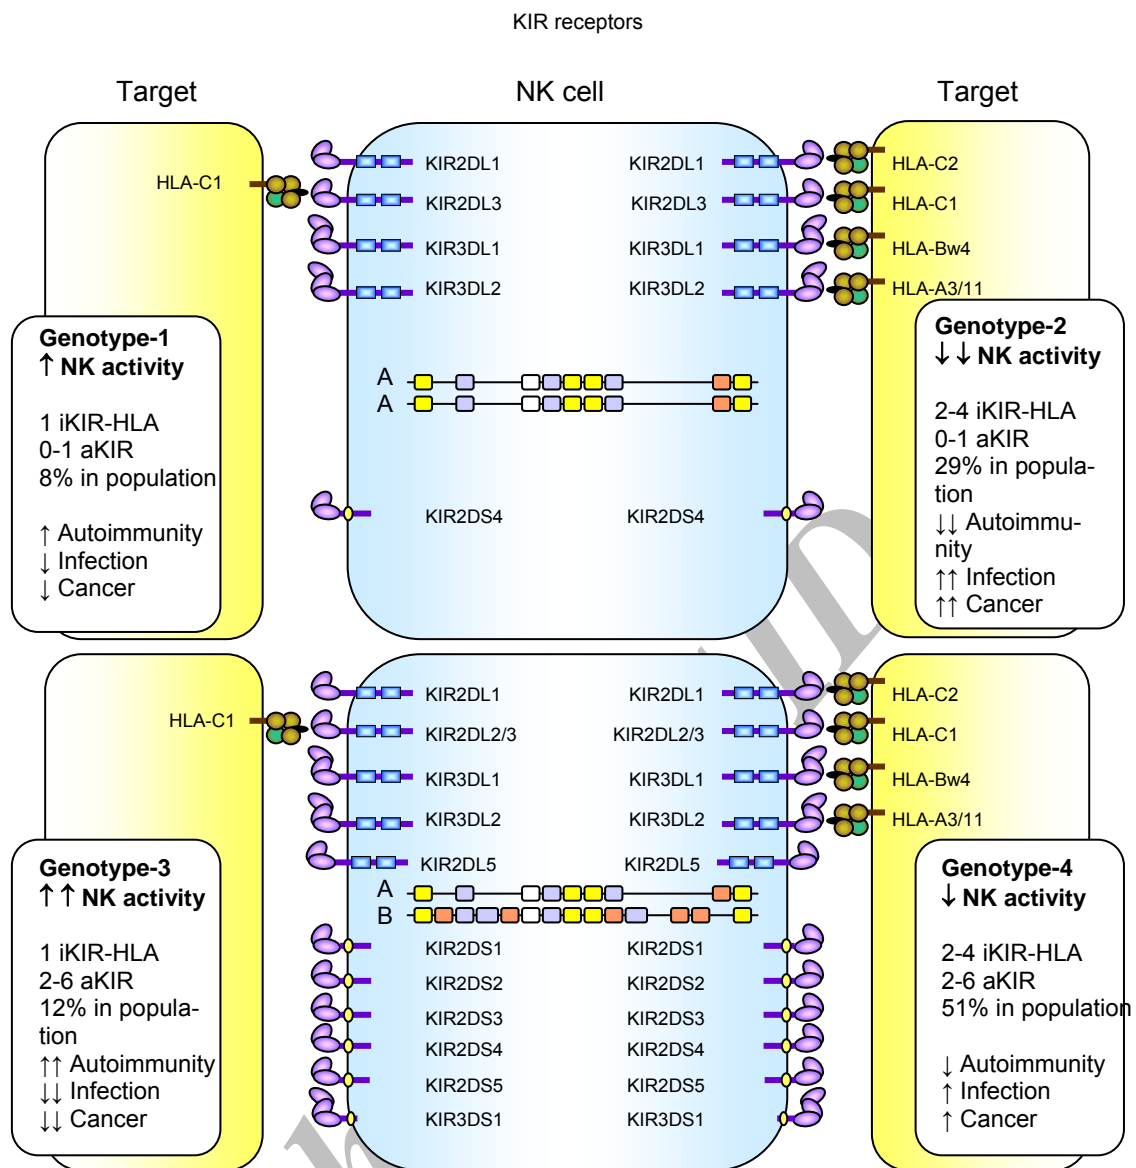 KIR receptors
Target
NK cell
Target
HLA-C1
KIR2DL1
KIR2DL3
KIR3DL1
KIR3DL2
KIR2DL1
KIR2DL3
KIR3DL1
KIR3DL2
HLA-C2
HLA-C1
HLA-Bw4
HLA-A3/11
Genotype-1
↑ NK activity
1 iKIR-HLA
0-1 aKIR
8% in population
↑ Autoimmunity
↓ Infection
↓ Cancer
A
A
KIR2DS4
KIR2DS4
Genotype-2
↓↓ NK activity
2-4 iKIR-HLA
0-1 aKIR
29% in popula-
tion
↓↓ Autoimmu-
nity
↑↑ Infection
↑↑ Cancer
HLA-C1
KIR2DL1
KIR2DL2/3
KIR3DL1
KIR3DL2
KIR2DL5
KIR2DL1
KIR2DL2/3
KIR3DL1
KIR3DL2
KIR2DL5
HLA-C2
HLA-C1
HLA-Bw4
HLA-A3/11
Genotype-3
↑↑ NK activity
1 iKIR-HLA
2-6 aKIR
12% in popula-
tion
↑↑ Autoimmunity
↓↓ Infection
↓↓ Cancer
A
B
KIR2DS1
KIR2DS2
KIR2DS3
KIR2DS4
KIR2DS5
KIR3DS1
KIR2DS1
KIR2DS2
KIR2DS3
KIR2DS4
KIR2DS5
KIR3DS1
Genotype-4
↓ NK activity
2-4 iKIR-HLA
2-6 aKIR
51% in population
↓ Autoimmunity
↑ Infection
↑ Cancer